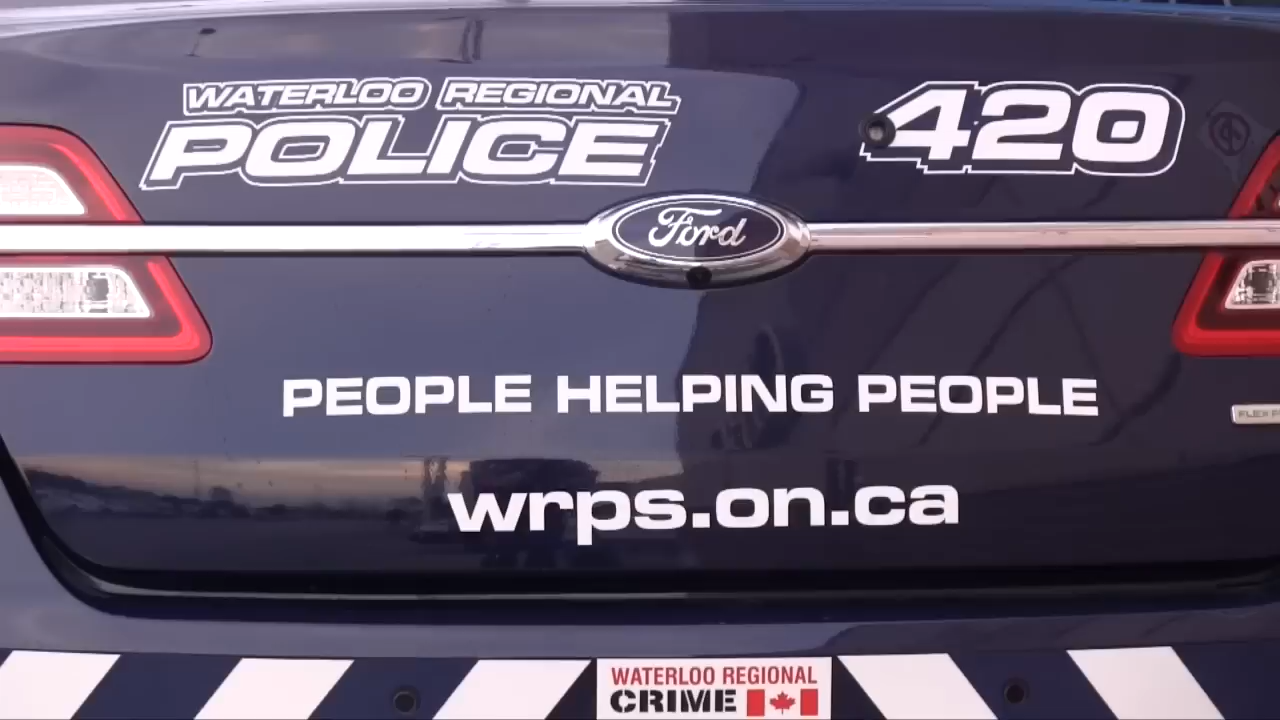 WATERLOO REGIONAL
POLICE
420
Ford
PEOPLE HELPING PEOPLE
wrps.on.ca
WATERLOO REGIONAL
CRIME